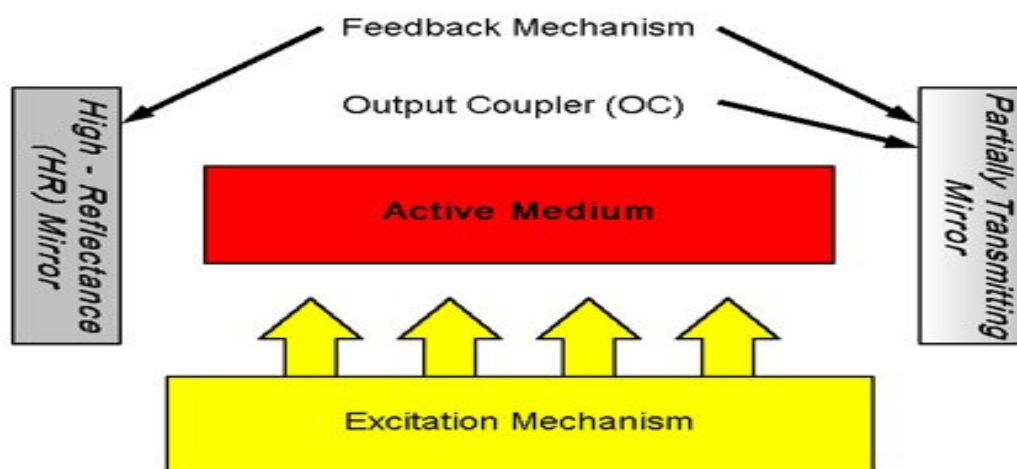 Feedback Mechanism
Output Coupler (OC)
High - Reflectance
(HR) Mirror
Active Medium
Partially Transmitting
Mirror
Excitation Mechanism